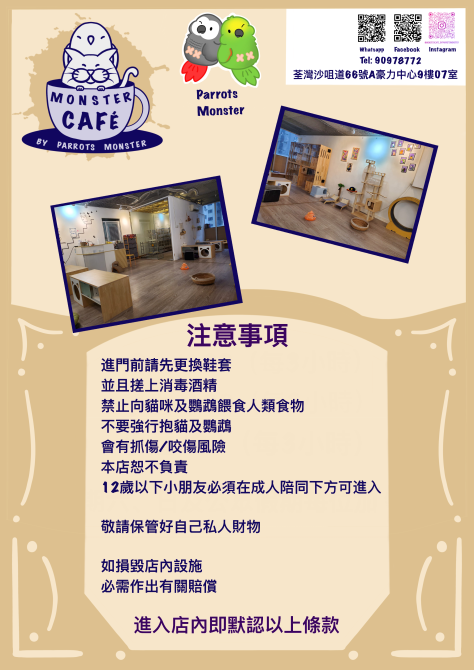 MONSTER
CAFÉ
BY PARROTS MONSTER
Parrots
Monster
Whatsapp Facebook Instagram
Tel: 90978772
荃灣沙咀道66號A豪力中心9樓07室
注意事項
進門前請先更換鞋套
並且搓上消毒酒精
禁止向貓咪及鸚鵡餵食人類食物
不要強行抱貓及鸚鵡
會有抓傷/咬傷風險
本店恕不負責
12歲以下小朋友必須在成人陪同下方可進入
敬請保管好自己私人財物
如損毀店內設施
必需作出有關賠償
進入店內即默認以上條款